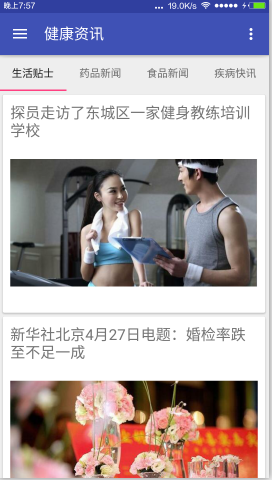 晚上7:57 ... 19.0K/s
健康资讯
生活贴士 药品新闻 食品新闻 疾病快讯
探员走访了东城区一家健身教练培训
学校
新华社北京4月27日电题：婚检率跌
至不足一成